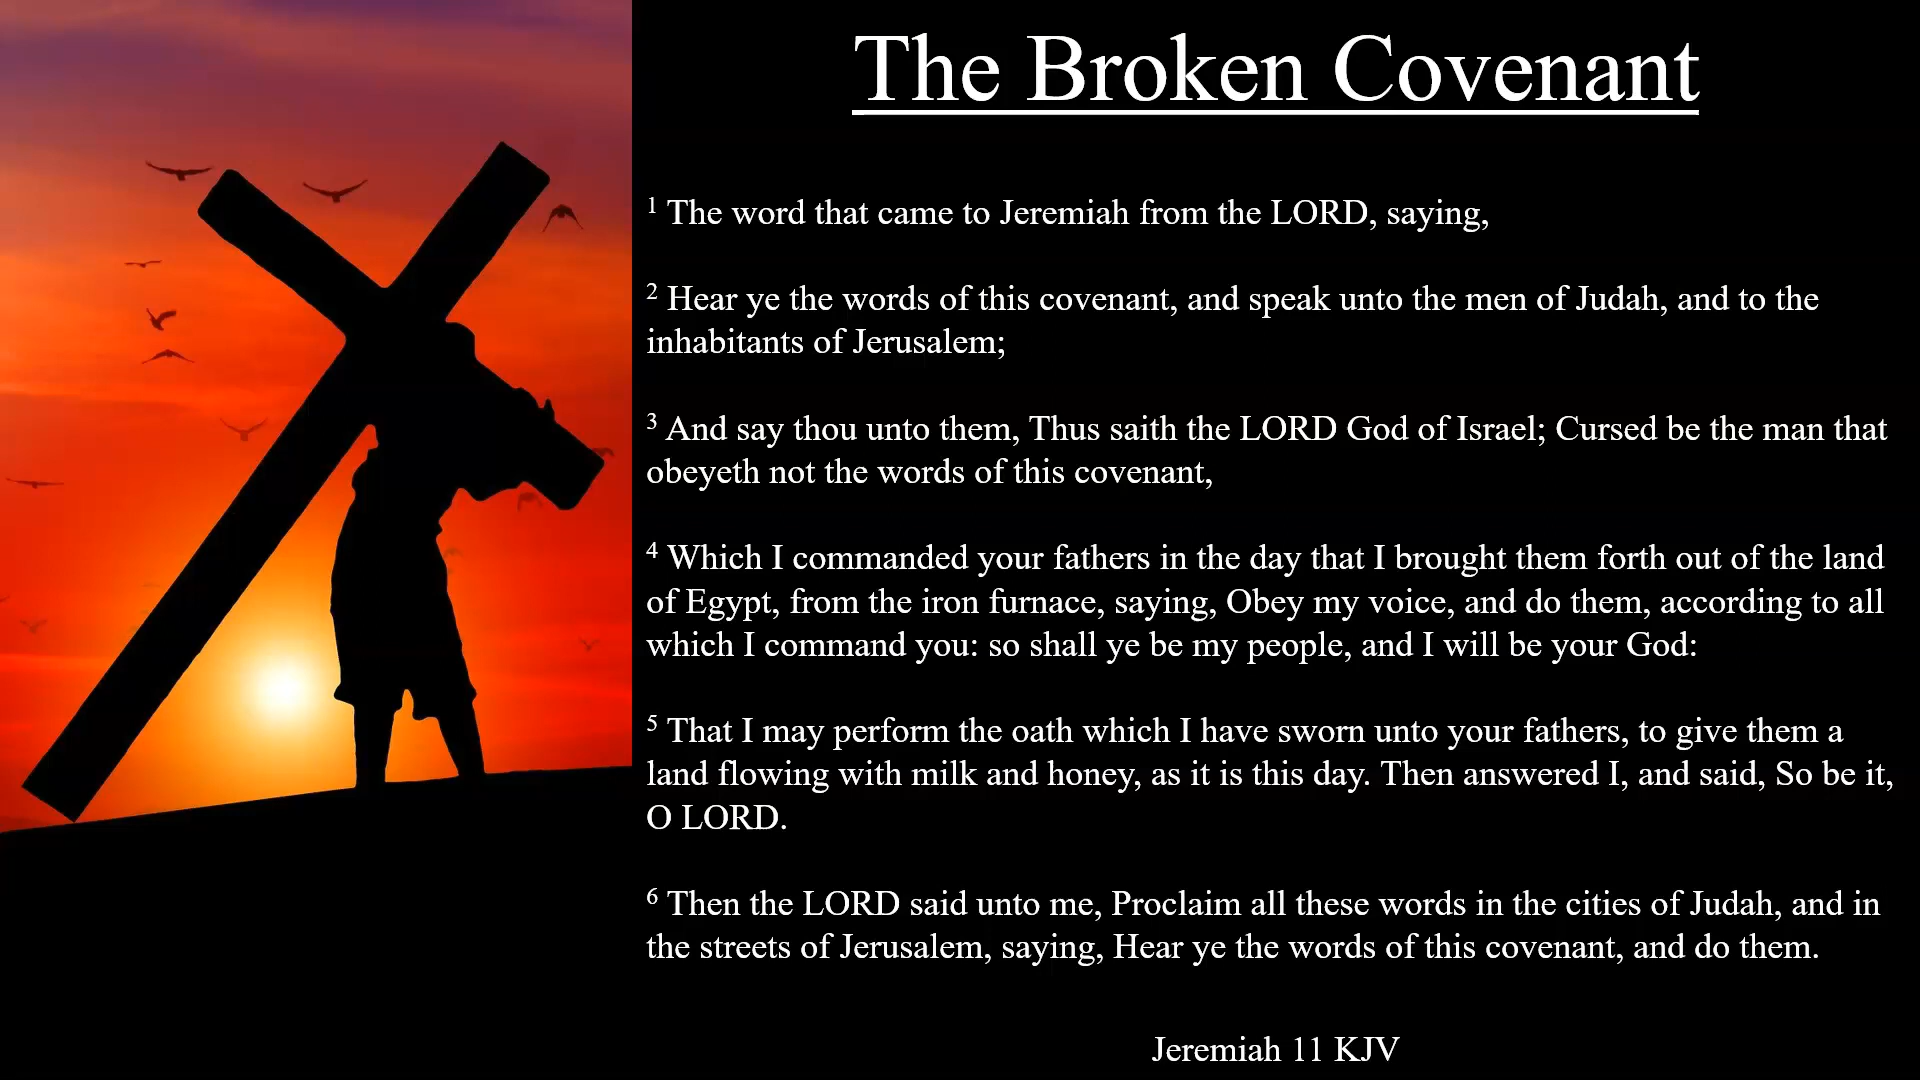 The Broken Covenant
1 The word that came to Jeremiah from the LORD, saying,
2 Hear ye the words of this covenant, and speak unto the men of Judah, and to the
inhabitants of Jerusalem;
3 And say thou unto them, Thus saith the LORD God of Israel; Cursed be the man that
obeyeth not the words of this covenant,
4 Which I commanded your fathers in the day that I brought them forth out of the land
of Egypt, from the iron furnace, saying, Obey my voice, and do them, according to all
which I command you: so shall ye be my people, and I will be your God:
5 That I may perform the oath which I have sworn unto your fathers, to give them a
land flowing with milk and honey, as it is this day. Then answered I, and said, So be it,
O LORD.
6 Then the LORD said unto me, Proclaim all these words in the cities of Judah, and in
the streets of Jerusalem, saying, Hear ye the words of this covenant, and do them.
Jeremiah 11 KJV